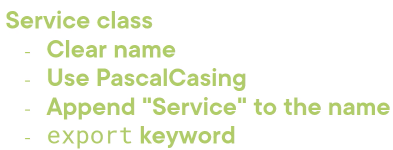 Service class
- Clear name
- Use PascalCasing
- Append "Service" to the name
- export keyword